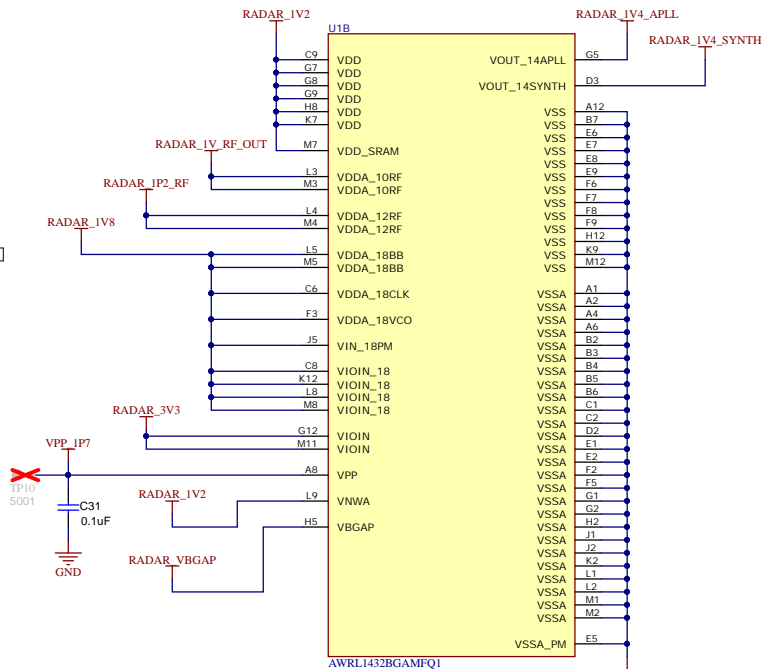 RADAR_1V2
RADAR_1V4_APLL
U1B
RADAR_1V4_SYNTH
C9 VDD VOUT_14APLL G5
G7 VDD
G8 VDD VOUT_14SYNTH D3
G9 VDD
H8 VDD VSS A12
K7 VDD VSS B7
VSS E6
RADAR_1V_RF_OUT M7 VDD_SRAM VSS E7
VSS E8
L3 VDDA_10RF VSS E9
RADAR_1P2_RF M3 VDDA_10RF VSS F6
VSS F7
L4 VDDA_12RF VSS F8
RADAR_1V8 M4 VDDA_12RF VSS F9
VSS H12
L5 VDDA_18BB VSS K9
M5 VDDA_18BB VSS M12
C6 VDDA_18CLK VSSA A1
VSSA A2
F3 VDDA_18VCO VSSA A4
VSSA A6
J5 VIN_18PM VSSA B2
VSSA B3
C8 VIOIN_18 VSSA B4
K12 VIOIN_18 VSSA B5
L8 VIOIN_18 VSSA B6
M8 VIOIN_18 VSSA C1
RADAR_3V3 VSSA C2
G12 VIOIN VSSA D2
VPP_1P7 M11 VIOIN VSSA E1
VSSA E2
A8 VPP VSSA F2
TP10 VSSA F5
5001 RADAR_1V2 L9 VNWA VSSA G1
C31 VSSA G2
0.1uF H5 VBGAP VSSA H2
VSSA J1
RADAR_VBGAP VSSA J2
GND VSSA K2
VSSA L1
VSSA L2
VSSA M1
VSSA M2
VSSA_PM E5
AWRL1432BGAMFQ1